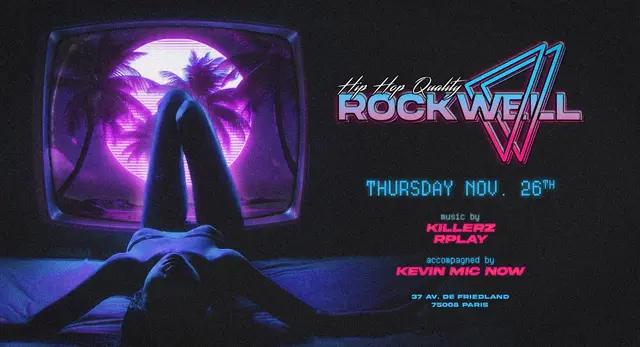 Hip Hop Quality
ROCKWELL
THURSDAY NOV. 26TH
music by
KILLERZ
RPLAY
accompagned by
KEVIN MIC NOW
37 AV. DE FRIEDLAND
75008 PARIS